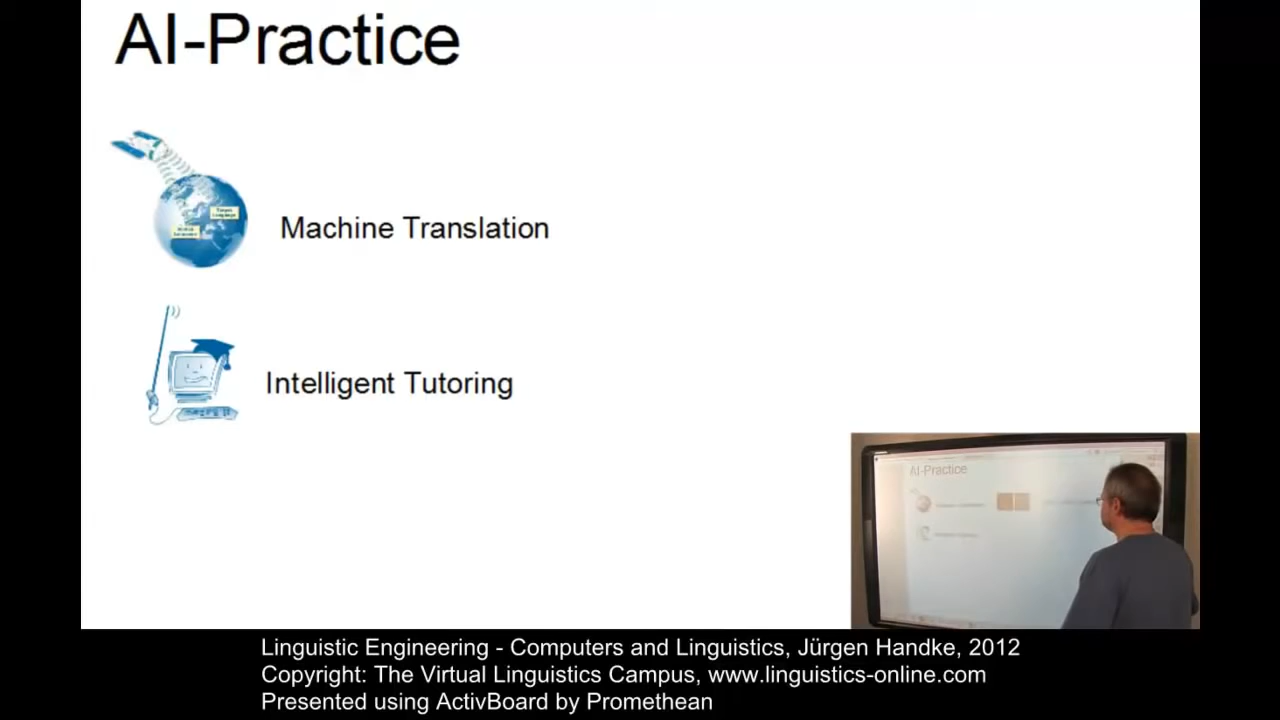 AI-Practice
Machine Translation
Intelligent Tutoring
AI-Practice
Linguistic Engineering - Computers and Linguistics, Jürgen Handke, 2012
Copyright: The Virtual Linguistics Campus, www.linguistics-online.com
Presented using ActivBoard by Promethean